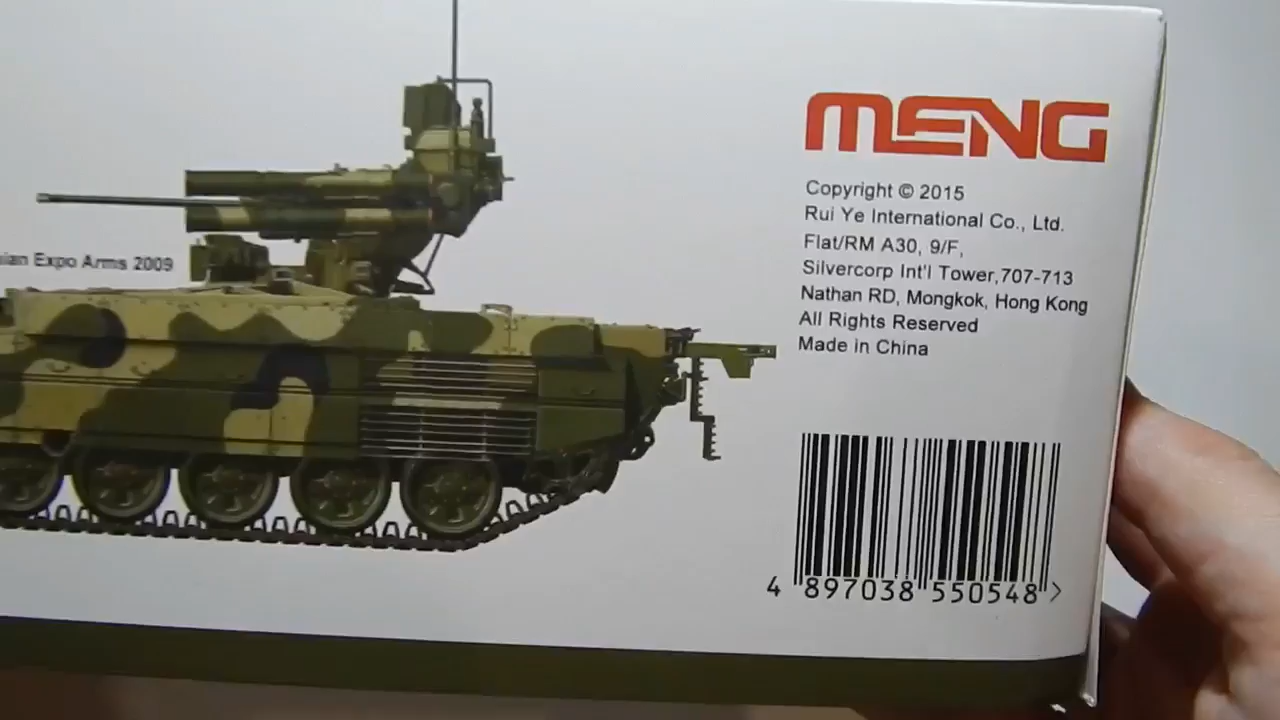 MENG
Copyright © 2015
Rui Ye International Co., Ltd.
Flat/RM A30, 9/F,
Silvercorp Int'l Tower,707-713
Nathan RD, Mongkok, Hong Kong
All Rights Reserved
Made in China
Expo Arms 2009
4 897038 550548 >